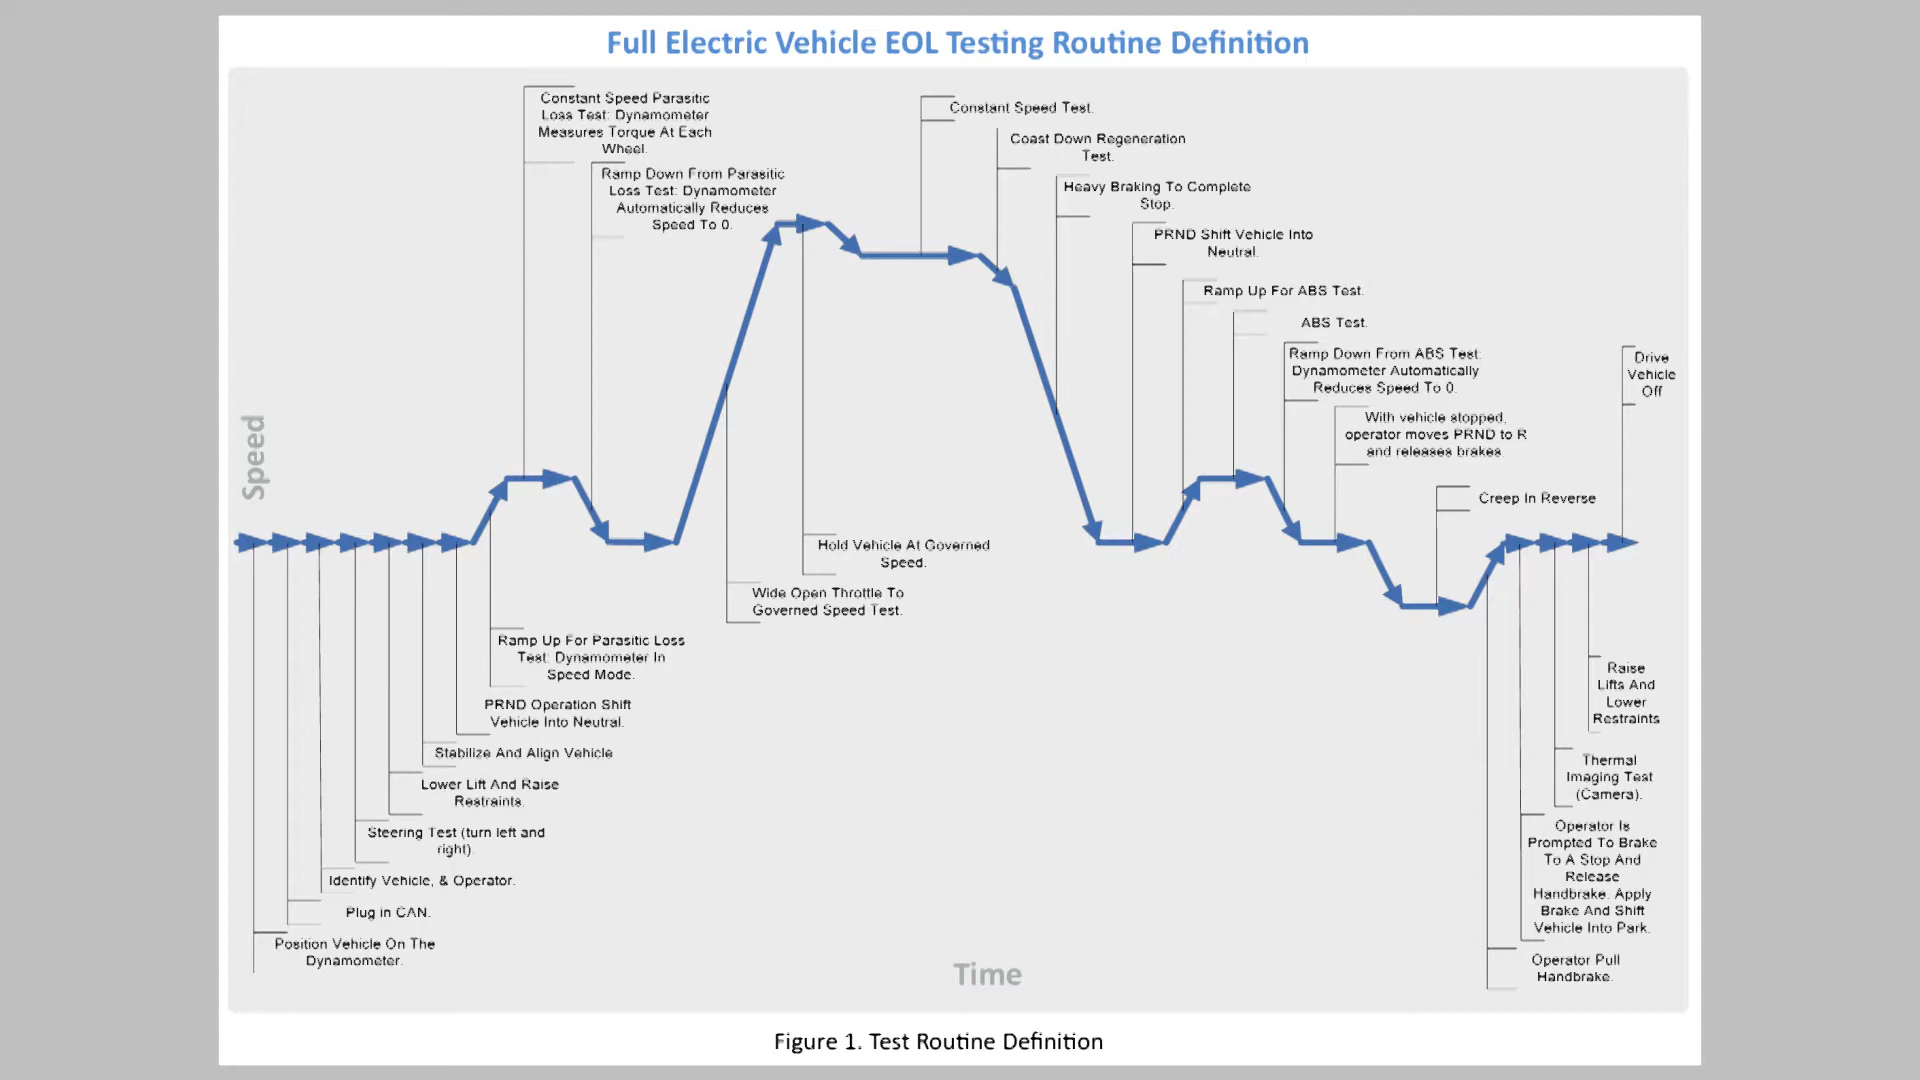 Full Electric Vehicle EOL Testing Routine Definition
Constant Speed Parasitic
Loss Test: Dynamometer
Measures Torque At Each
Wheel.
Ramp Down From Parasitic
Loss Test: Dynamometer
Automatically Reduces
Speed To 0.
Constant Speed Test.
Coast Down Regeneration
Test.
Heavy Braking To Complete
Stop.
PRND Shift Vehicle Into
Neutral.
Ramp Up For ABS Test.
ABS Test.
Ramp Down From ABS Test:
Dynamometer Automatically
Reduces Speed To 0.
With vehicle stopped,
operator moves PRND to R
and releases brakes
Drive
Vehicle
Off
Creep In Reverse
Speed
Hold Vehicle At Governed
Speed.
Wide Open Throttle To
Governed Speed Test.
Ramp Up For Parasitic Loss
Test: Dynamometer In
Speed Mode.
PRND Operation Shift
Vehicle Into Neutral.
Stabilize And Align Vehicle
Lower Lift And Raise
Restraints.
Steering Test (turn left and
right).
Identify Vehicle, & Operator.
Plug in CAN.
Position Vehicle On The
Dynamometer.
Raise
Lifts And
Lower
Restraints
Thermal
Imaging Test
(Camera).
Operator Is
Prompted To Brake
To A Stop And
Release
Handbrake. Apply
Brake And Shift
Vehicle Into Park.
Operator Pull
Handbrake.
Time
Figure 1. Test Routine Definition